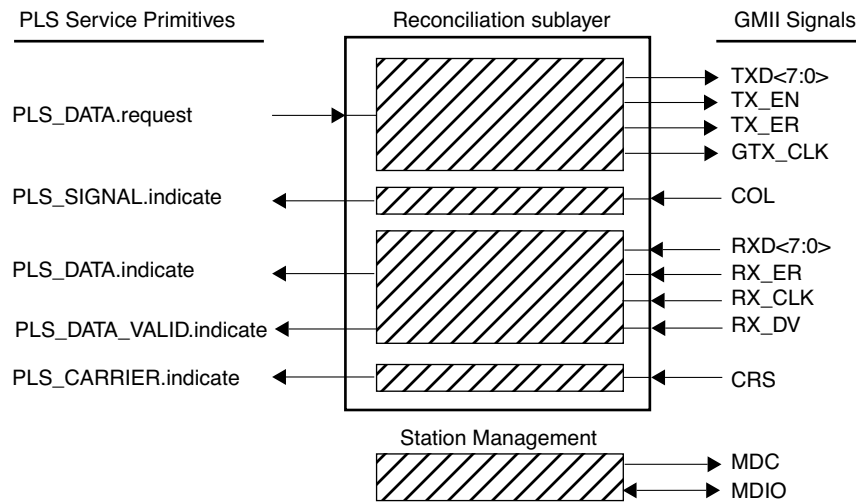 PLS Service Primitives Reconciliation sublayer GMII Signals
PLS_DATA.request
TXD<7:0>
TX_EN
TX_ER
GTX_CLK
PLS_SIGNAL.indicate COL
PLS_DATA.indicate
PLS_DATA_VALID.indicate
RXD<7:0>
RX_ER
RX_CLK
RX_DV
PLS_CARRIER.indicate CRS
Station Management
MDC
MDIO